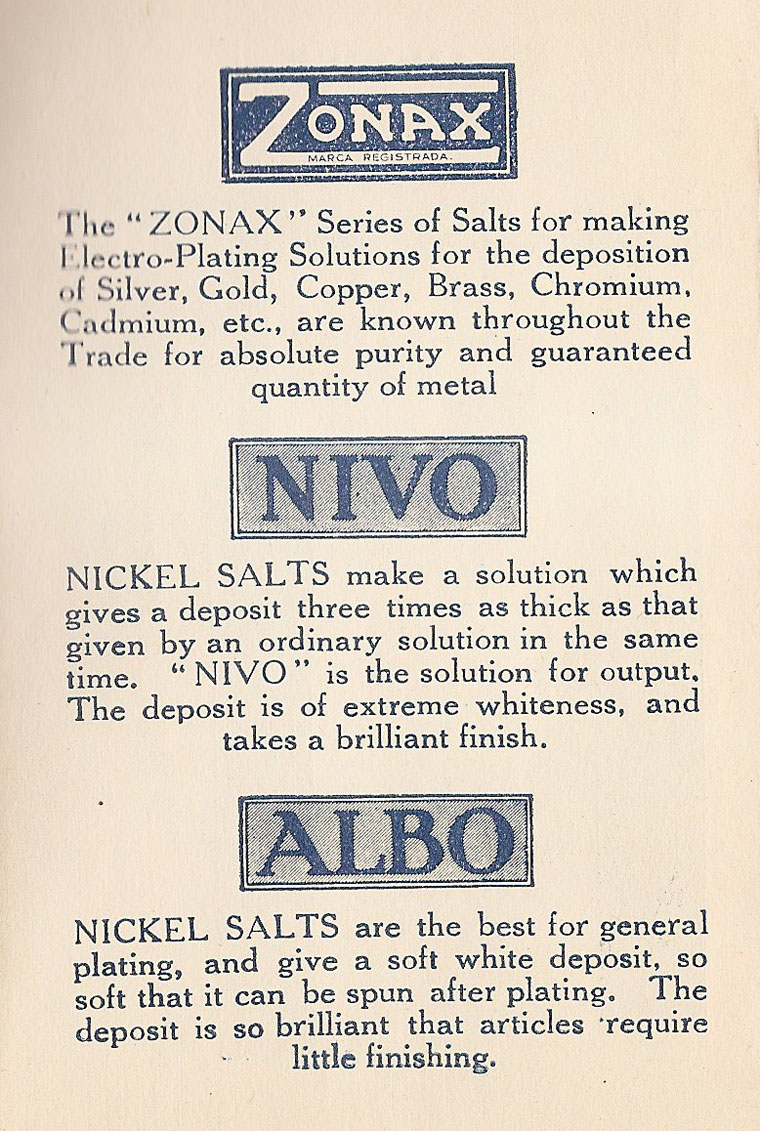 ZONAX
MARCA REGISTRADA.
The "ZONAX" Series of Salts for making
Electro-Plating Solutions for the deposition
of Silver, Gold, Copper, Brass, Chromium,
Cadmium, etc., are known throughout the
Trade for absolute purity and guaranteed
quantity of metal
NIVO
NICKEL SALTS make a solution which
gives a deposit three times as thick as that
given by an ordinary solution in the same
time. "NIVO" is the solution for output.
The deposit is of extreme whiteness, and
takes a brilliant finish.
ALBO
NICKEL SALTS are the best for general
plating, and give a soft white deposit, so
soft that it can be spun after plating. The
deposit is so brilliant that articles require
little finishing.